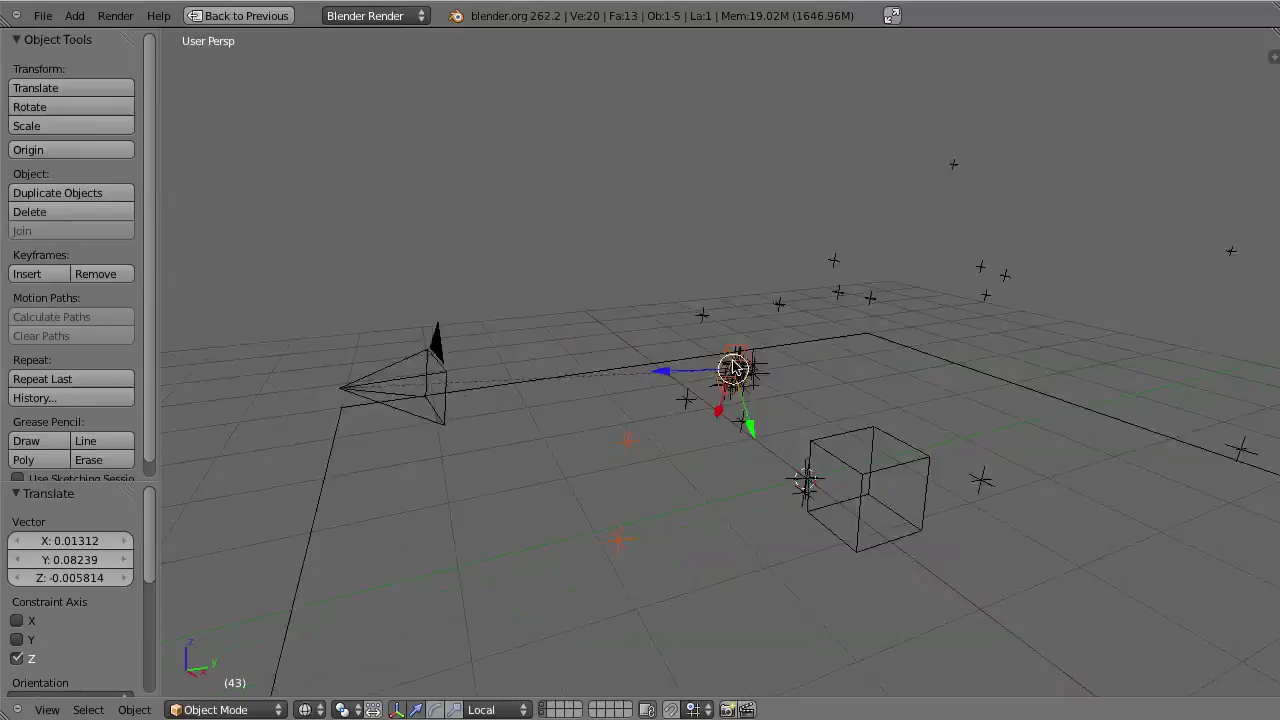 File Add Render Help Back to Previous Blender Render blender.org 262.2 | Ve:20 | Fa:13 | Ob:1-5 | La:1 | Mem:19.02M (1646.96M)
Object Tools
User Persp
Transform:
Translate
Rotate
Scale
Origin
Object:
Duplicate Objects
Delete
Join
Keyframes:
Insert Remove
Motion Paths:
Calculate Paths
Clear Paths
Repeat:
Repeat Last
History...
Grease Pencil:
Draw Line
Poly Erase
Use Sketching Sessio
Translate
Vector
X: 0.01312
Y: 0.08239
Z: -0.005814
Constraint Axis
X
Y
Z
Orientation
z
y
x
(43)
View Select Object Object Mode Local